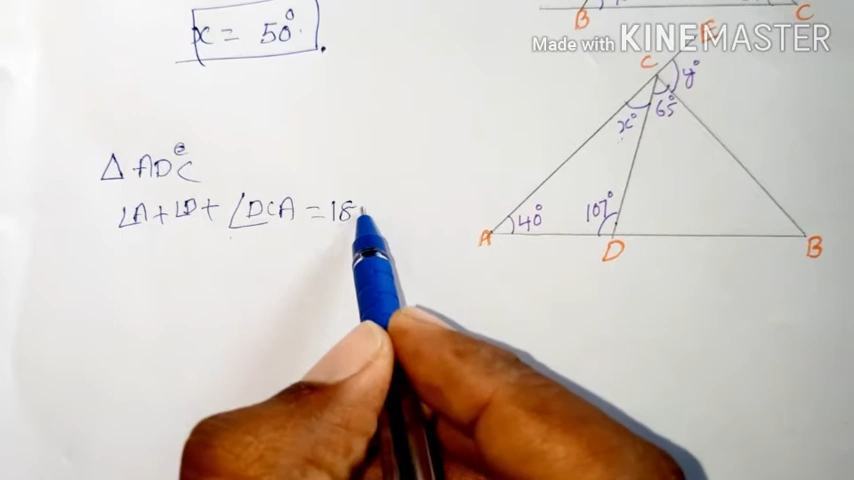 x = 50°.
B C
Made with KINEMASTER
E
C y°
x° 65°
△ ADC
∠A + ∠D + ∠DCA = 18
40° 107°
A D B